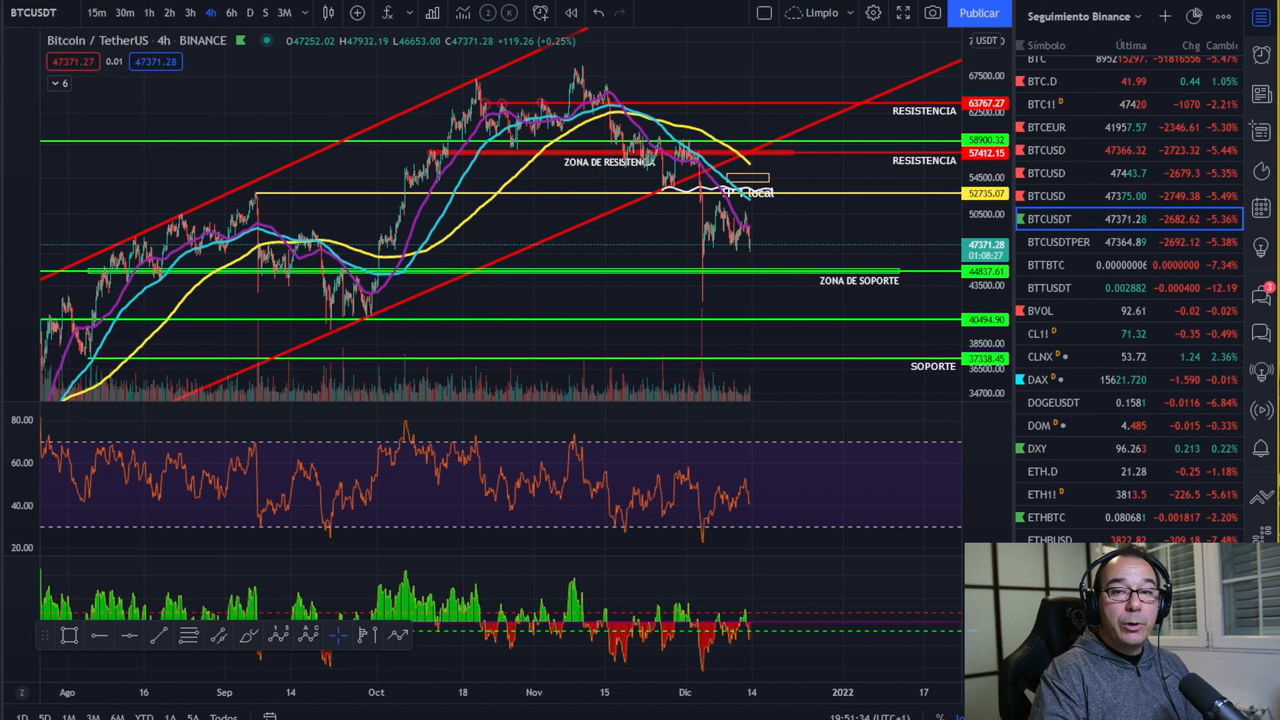 BTCUSDT 15m 30m 1h 2h 3h 4h 6h D S 3M Limpio Publicar
Bitcoin / TetherUS · 4h · BINANCE O47252.02 H47932.19 L46653.00 C47371.28 +119.26 (+0.25%)
47371.27 0.01 47371.28
6
USDT
67500.00
63767.27
RESISTENCIA
62500.00
58900.32
57412.15
ZONA DE RESISTENCIA
RESISTENCIA
54500.00
52735.07
50500.00
47371.28
01:08:27
44837.61
ZONA DE SOPORTE
43500.00
40494.90
38500.00
37338.45
SOPORTE
36500.00
34700.00
80.00
60.00
40.00
20.00
Z Ago 16 Sep 14 Oct 18 Nov 15 Dic 14 2022 17
1D 5D 1M 3M 6M YTD 1A 5A Todos 19:51:34 (UTC+1) %
Seguimiento Binance
Símbolo Última Chg Cambio
BTC -51816556 -5.47%
BTC.D 41.99 0.44 1.05%
BTC1! D 47420 -1070 -2.21%
BTCEUR 41957.57 -2346.61 -5.30%
BTCUSD 47366.32 -2723.32 -5.44%
BTCUSD 47443.7 -2679.3 -5.35%
BTCUSD 47375.00 -2749.38 -5.49%
BTCUSDT 47371.28 -2682.62 -5.36%
BTCUSDTPER 47364.89 -2692.12 -5.38%
BTTBTC 0.0000006 0.0000000 -7.34%
BTTUSDT 0.002882 -0.000400 -12.19
BVOL 92.61 -0.02 -0.02%
CL1! D 71.32 -0.35 -0.49%
CLNX D 53.72 1.24 2.36%
DAX D 15621.720 -1.590 -0.01%
DOGEUSDT 0.1581 -0.0116 -6.84%
DOM D 4.485 -0.015 -0.33%
DXY 96.263 0.213 0.22%
ETH.D 21.28 -0.25 -1.18%
ETH1! D 3813.5 -226.5 -5.61%
ETHBTC 0.080681 -0.001817 -2.20%
ETHBUSD 3822.82 -309.18 -7.48%
3